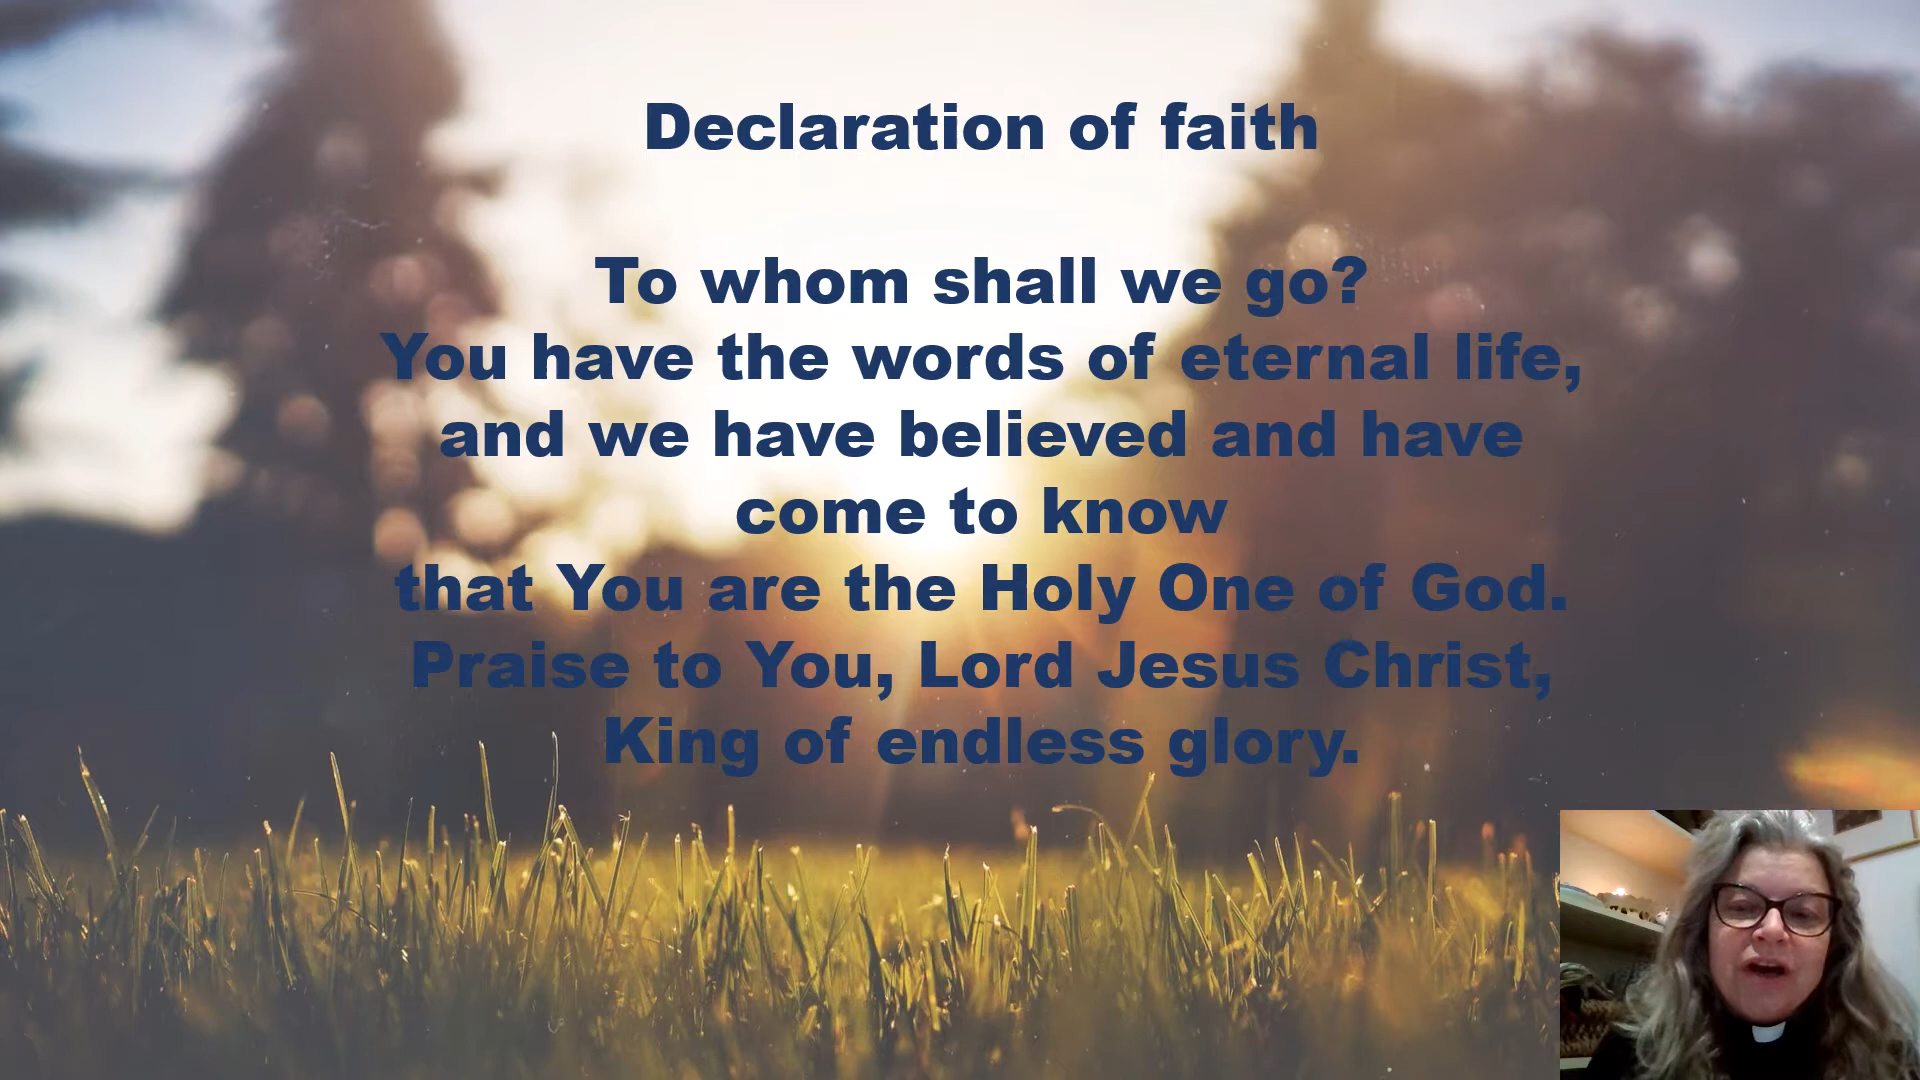 Declaration of faith
To whom shall we go?
You have the words of eternal life,
and we have believed and have
come to know
that You are the Holy One of God.
Praise to You, Lord Jesus Christ,
King of endless glory.